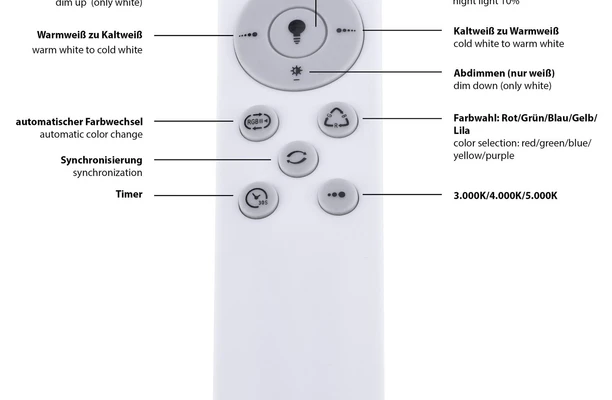 dim up (only white)
night light 10%
Warmweiß zu Kaltweiß
warm white to cold white
Kaltweiß zu Warmweiß
cold white to warm white
Abdimmen (nur weiß)
dim down (only white)
automatischer Farbwechsel
automatic color change
Farbwahl: Rot/Grün/Blau/Gelb/
Lila
color selection: red/green/blue/
yellow/purple
Synchronisierung
synchronization
Timer
3.000K/4.000K/5.000K
RGB
30S